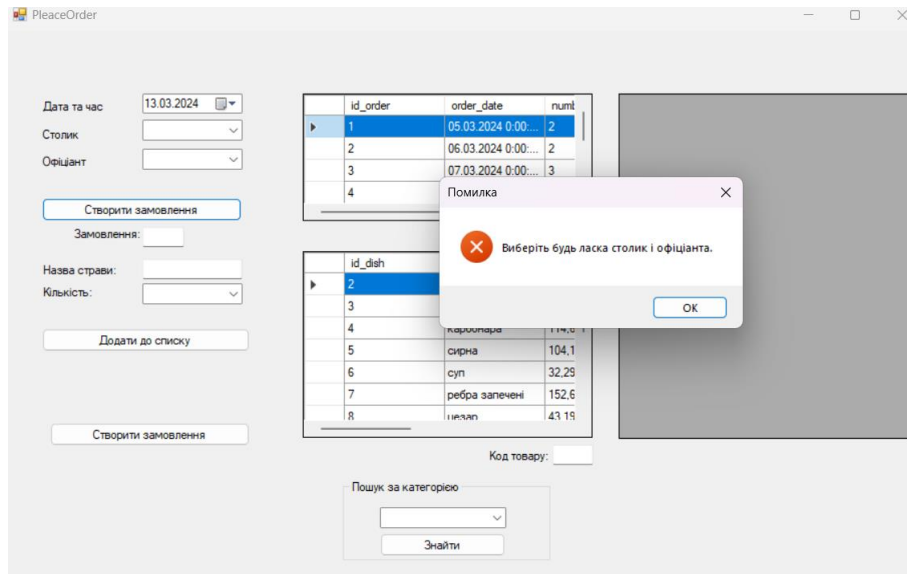 PleaceOrder
Дата та час
13.03.2024
Столик
Офіціант
Створити замовлення
Замовлення:
Назва страви:
Кількість:
Додати до списку
Створити замовлення
id_order order_date numb
1 05.03.2024 0:00:... 2
2 06.03.2024 0:00:... 2
3 07.03.2024 0:00:... 3
4
Помилка
Виберіть будь ласка столик і офіціанта.
OK
id_dish
2
3
4 карбонара 114,6
5 сирна 104,1
6 суп 32,29
7 ребра запечені 152,6
8 цезар 43,19
Код товару:
Пошук за категорією
Знайти